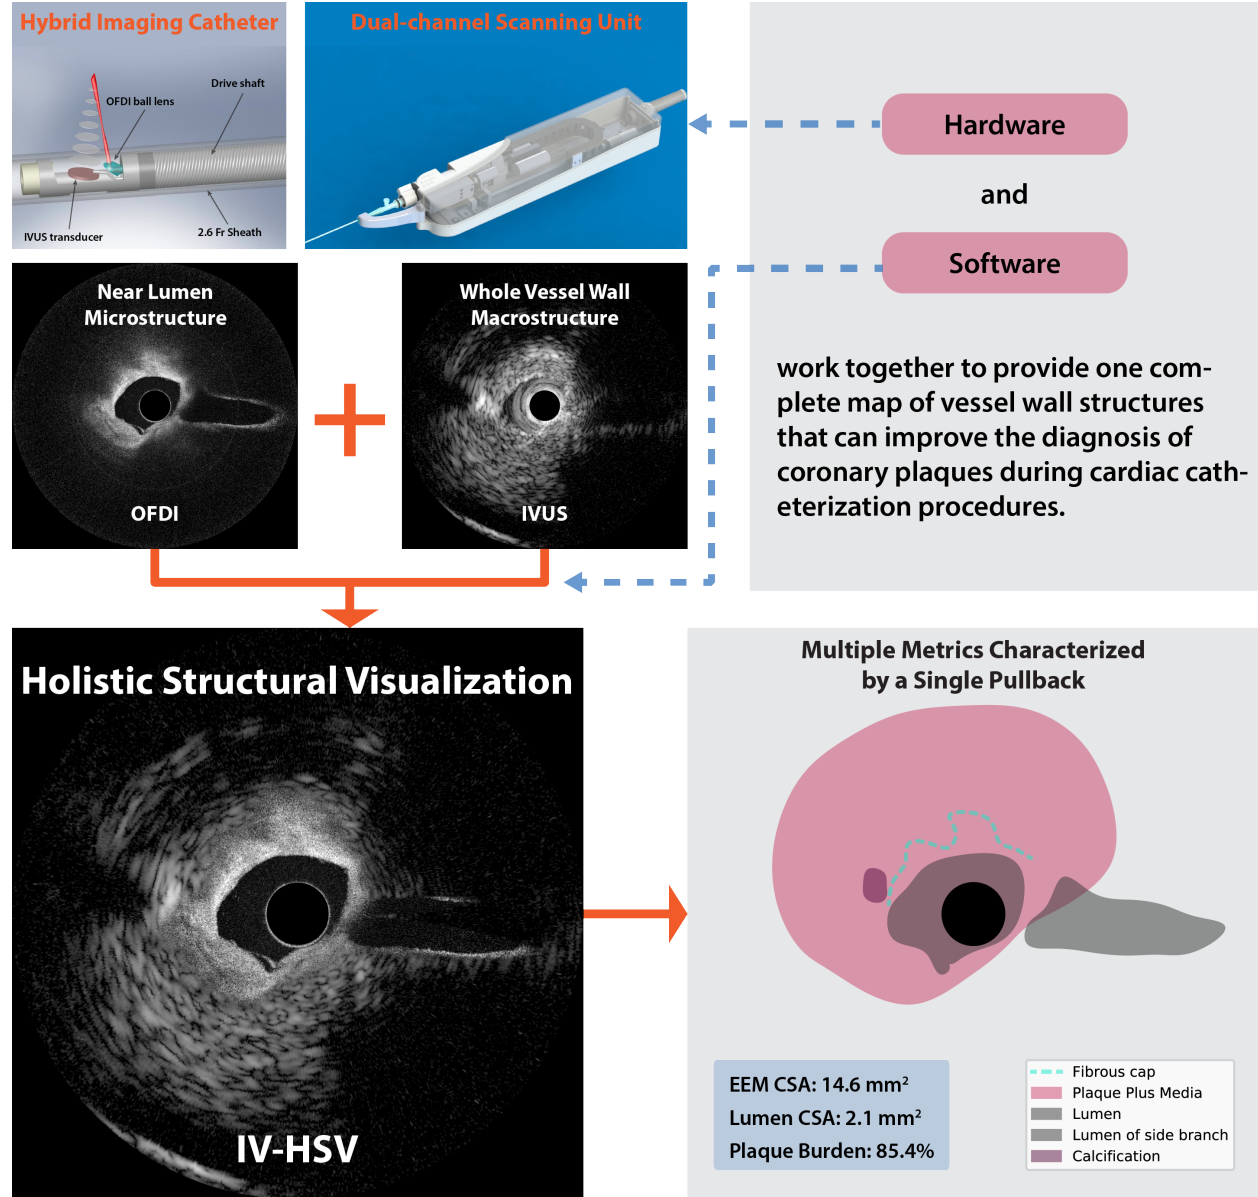 Hybrid Imaging Catheter
Drive shaft
OFDI ball lens
IVUS transducer
2.6 Fr Sheath
Dual-channel Scanning Unit
Hardware
and
Software
work together to provide one com-
plete map of vessel wall structures
that can improve the diagnosis of
coronary plaques during cardiac cath-
eterization procedures.
Near Lumen
Microstructure
OFDI
Whole Vessel Wall
Macrostructure
IVUS
Holistic Structural Visualization
IV-HSV
Multiple Metrics Characterized
by a Single Pullback
EEM CSA: 14.6 mm²
Lumen CSA: 2.1 mm²
Plaque Burden: 85.4%
Fibrous cap
Plaque Plus Media
Lumen
Lumen of side branch
Calcification